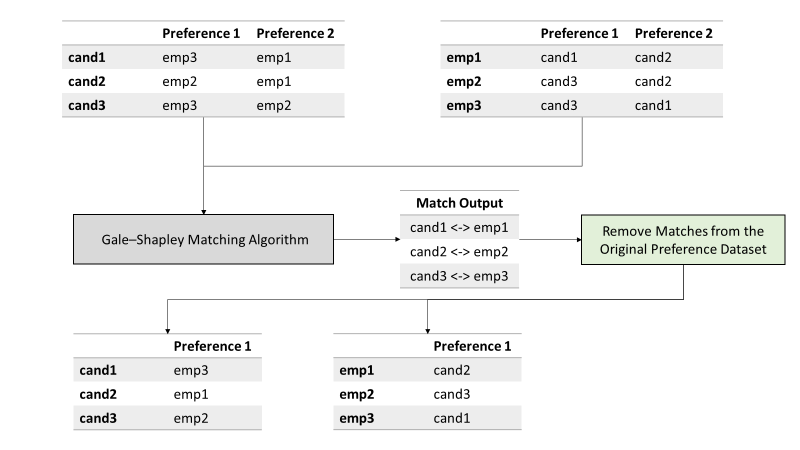 Preference 1 Preference 2
cand1 emp3 emp1
cand2 emp2 emp1
cand3 emp3 emp2
Preference 1 Preference 2
emp1 cand1 cand2
emp2 cand3 cand2
emp3 cand3 cand1
Gale–Shapley Matching Algorithm
Match Output
cand1 <-> emp1
cand2 <-> emp2
cand3 <-> emp3
Remove Matches from the
Original Preference Dataset
Preference 1
cand1 emp3
cand2 emp1
cand3 emp2
Preference 1
emp1 cand2
emp2 cand3
emp3 cand1